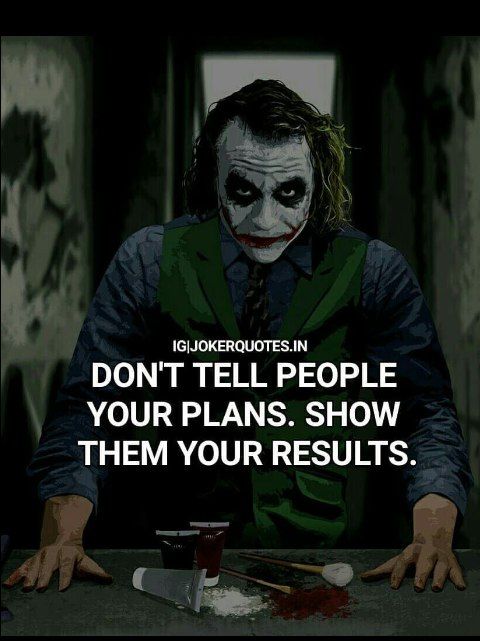 IG|JOKERQUOTES.IN
DON'T TELL PEOPLE
YOUR PLANS. SHOW
THEM YOUR RESULTS.